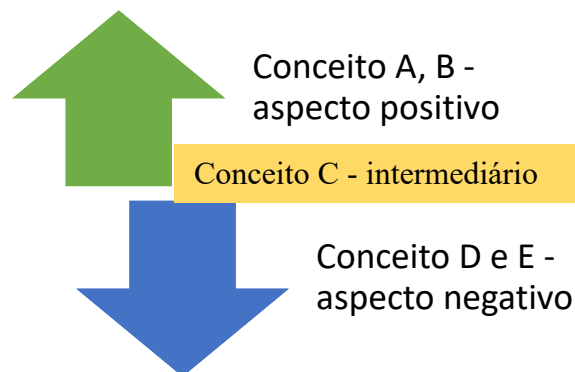 Conceito A, B -
aspecto positivo
Conceito C - intermediário
Conceito D e E -
aspecto negativo